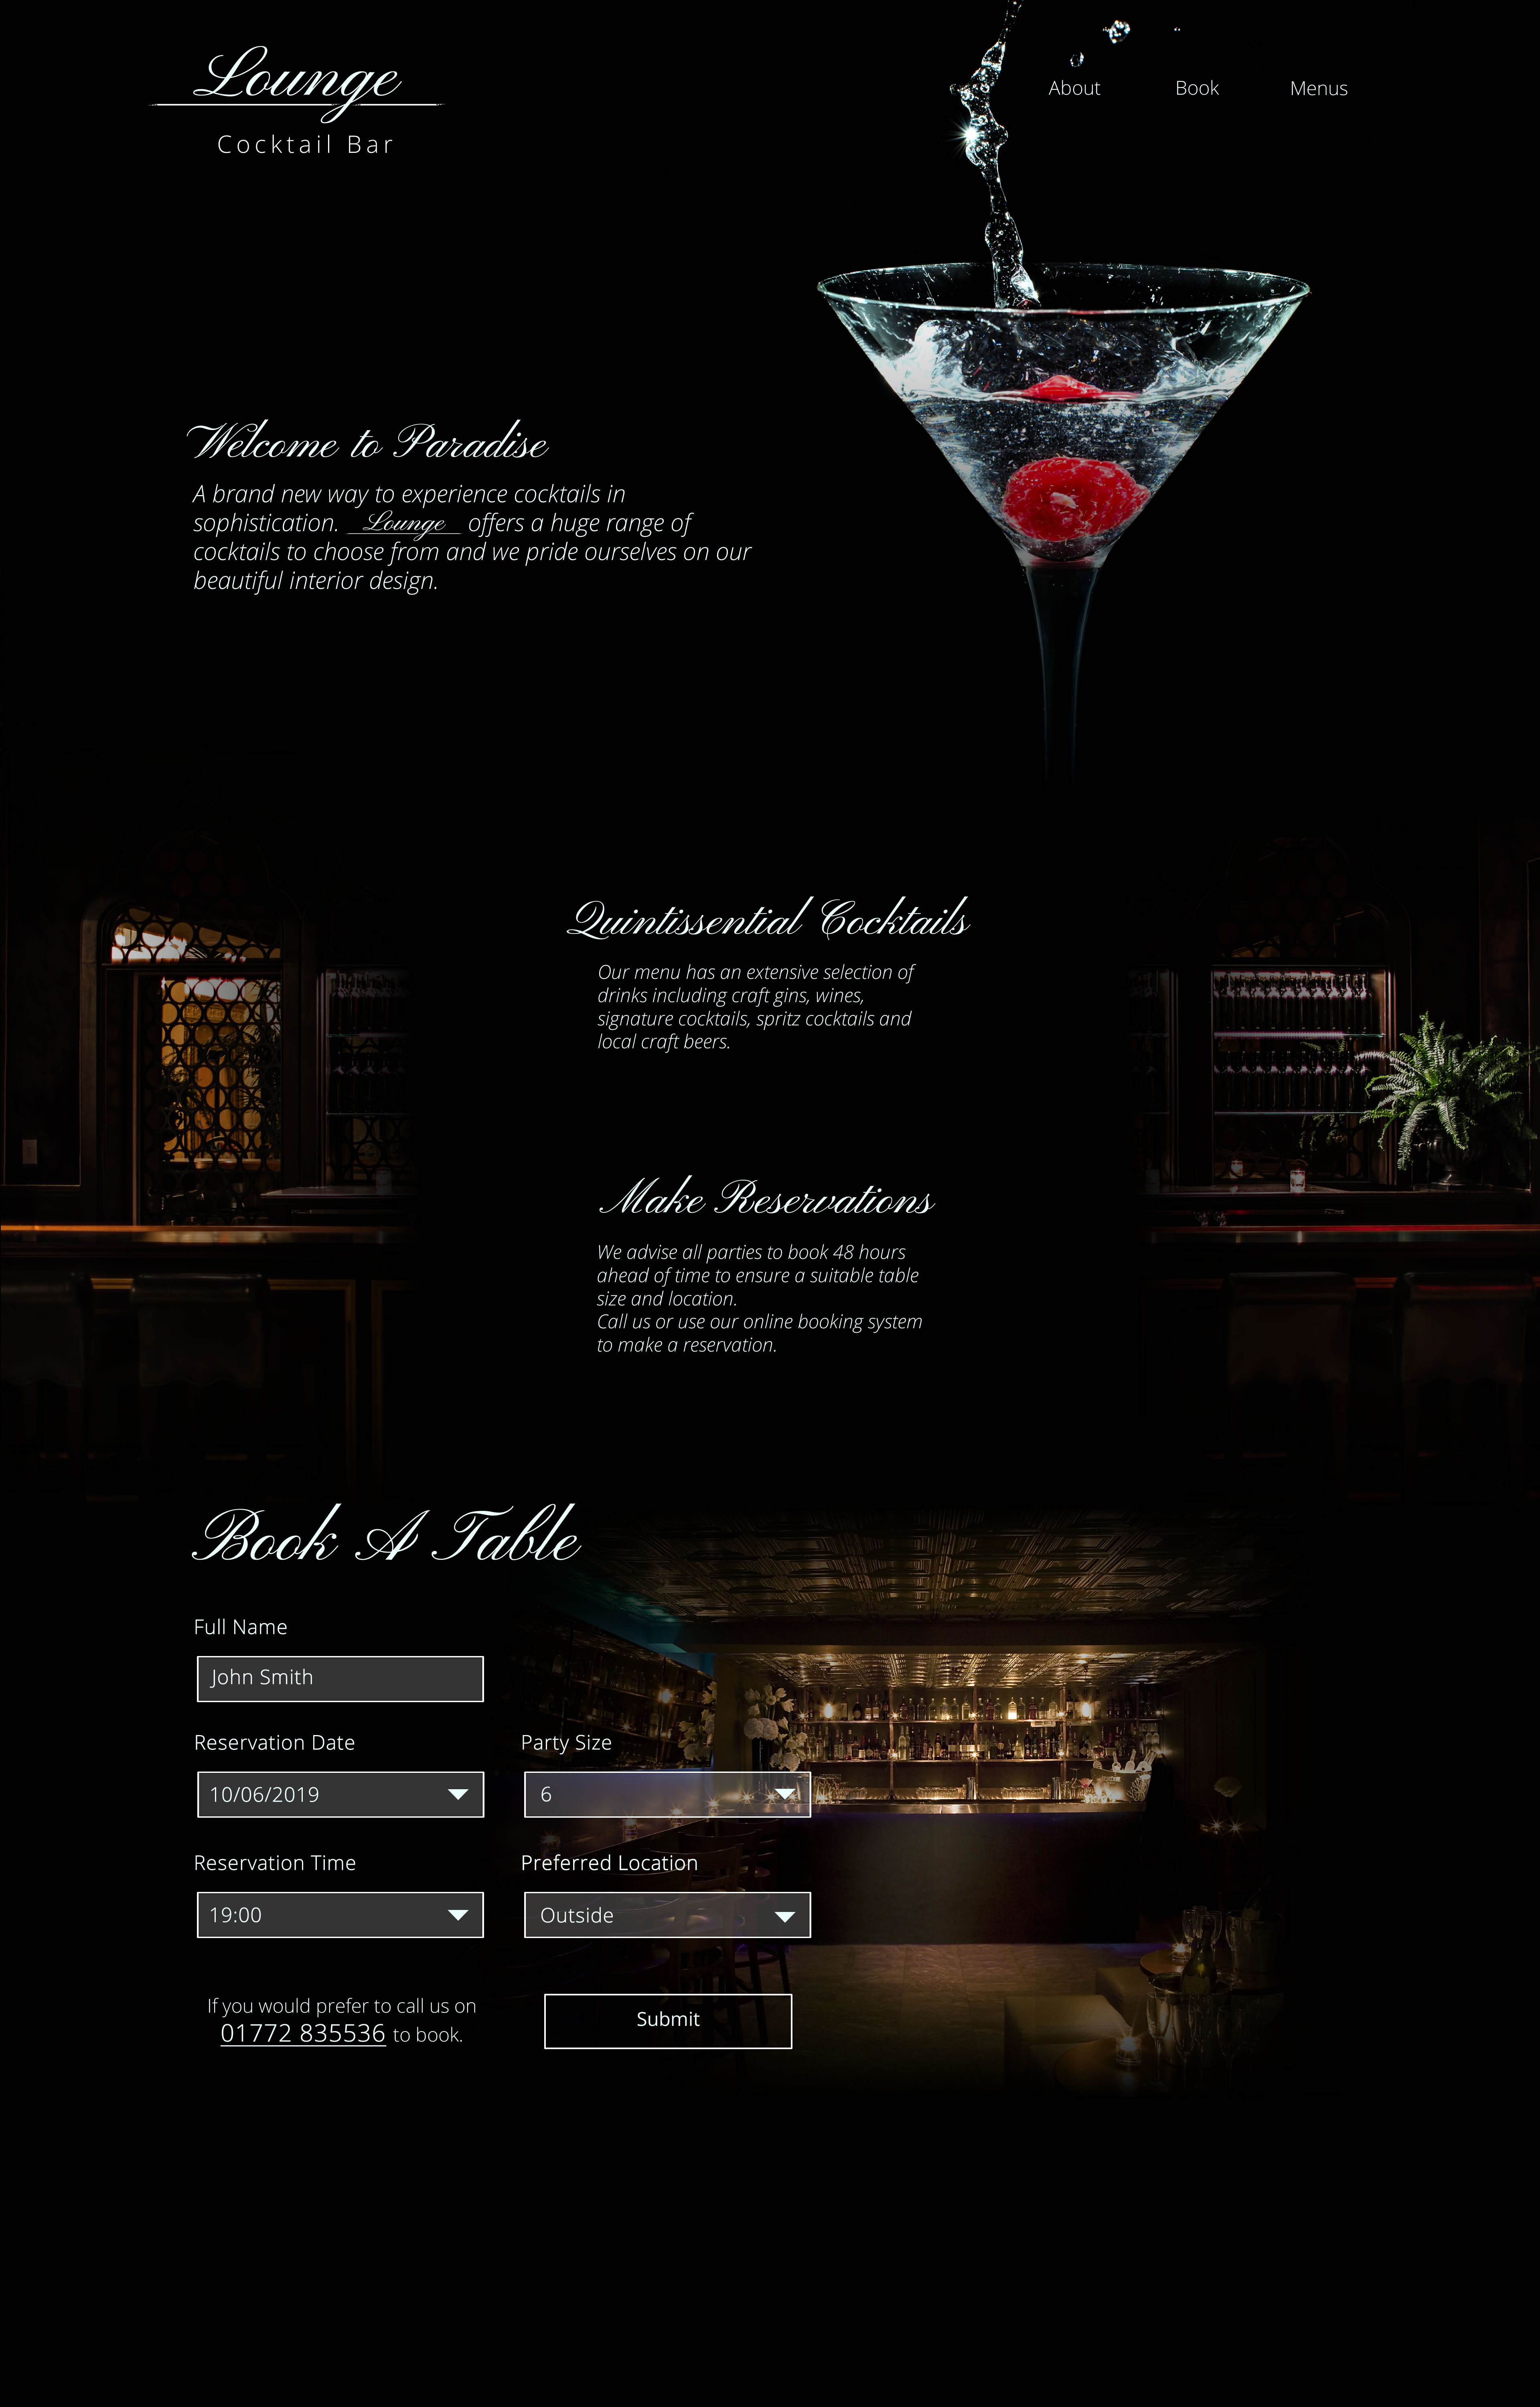 Lounge
Cocktail Bar
About Book Menus
Welcome to Paradise
A brand new way to experience cocktails in
sophistication. Lounge offers a huge range of
cocktails to choose from and we pride ourselves on our
beautiful interior design.
Quintissential Cocktails
Our menu has an extensive selection of
drinks including craft gins, wines,
signature cocktails, spritz cocktails and
local craft beers.
Make Reservations
We advise all parties to book 48 hours
ahead of time to ensure a suitable table
size and location.
Call us or use our online booking system
to make a reservation.
Book A Table
Full Name
John Smith
Reservation Date Party Size
10/06/2019 6
Reservation Time Preferred Location
19:00 Outside
If you would prefer to call us on
01772 835536 to book.
Submit